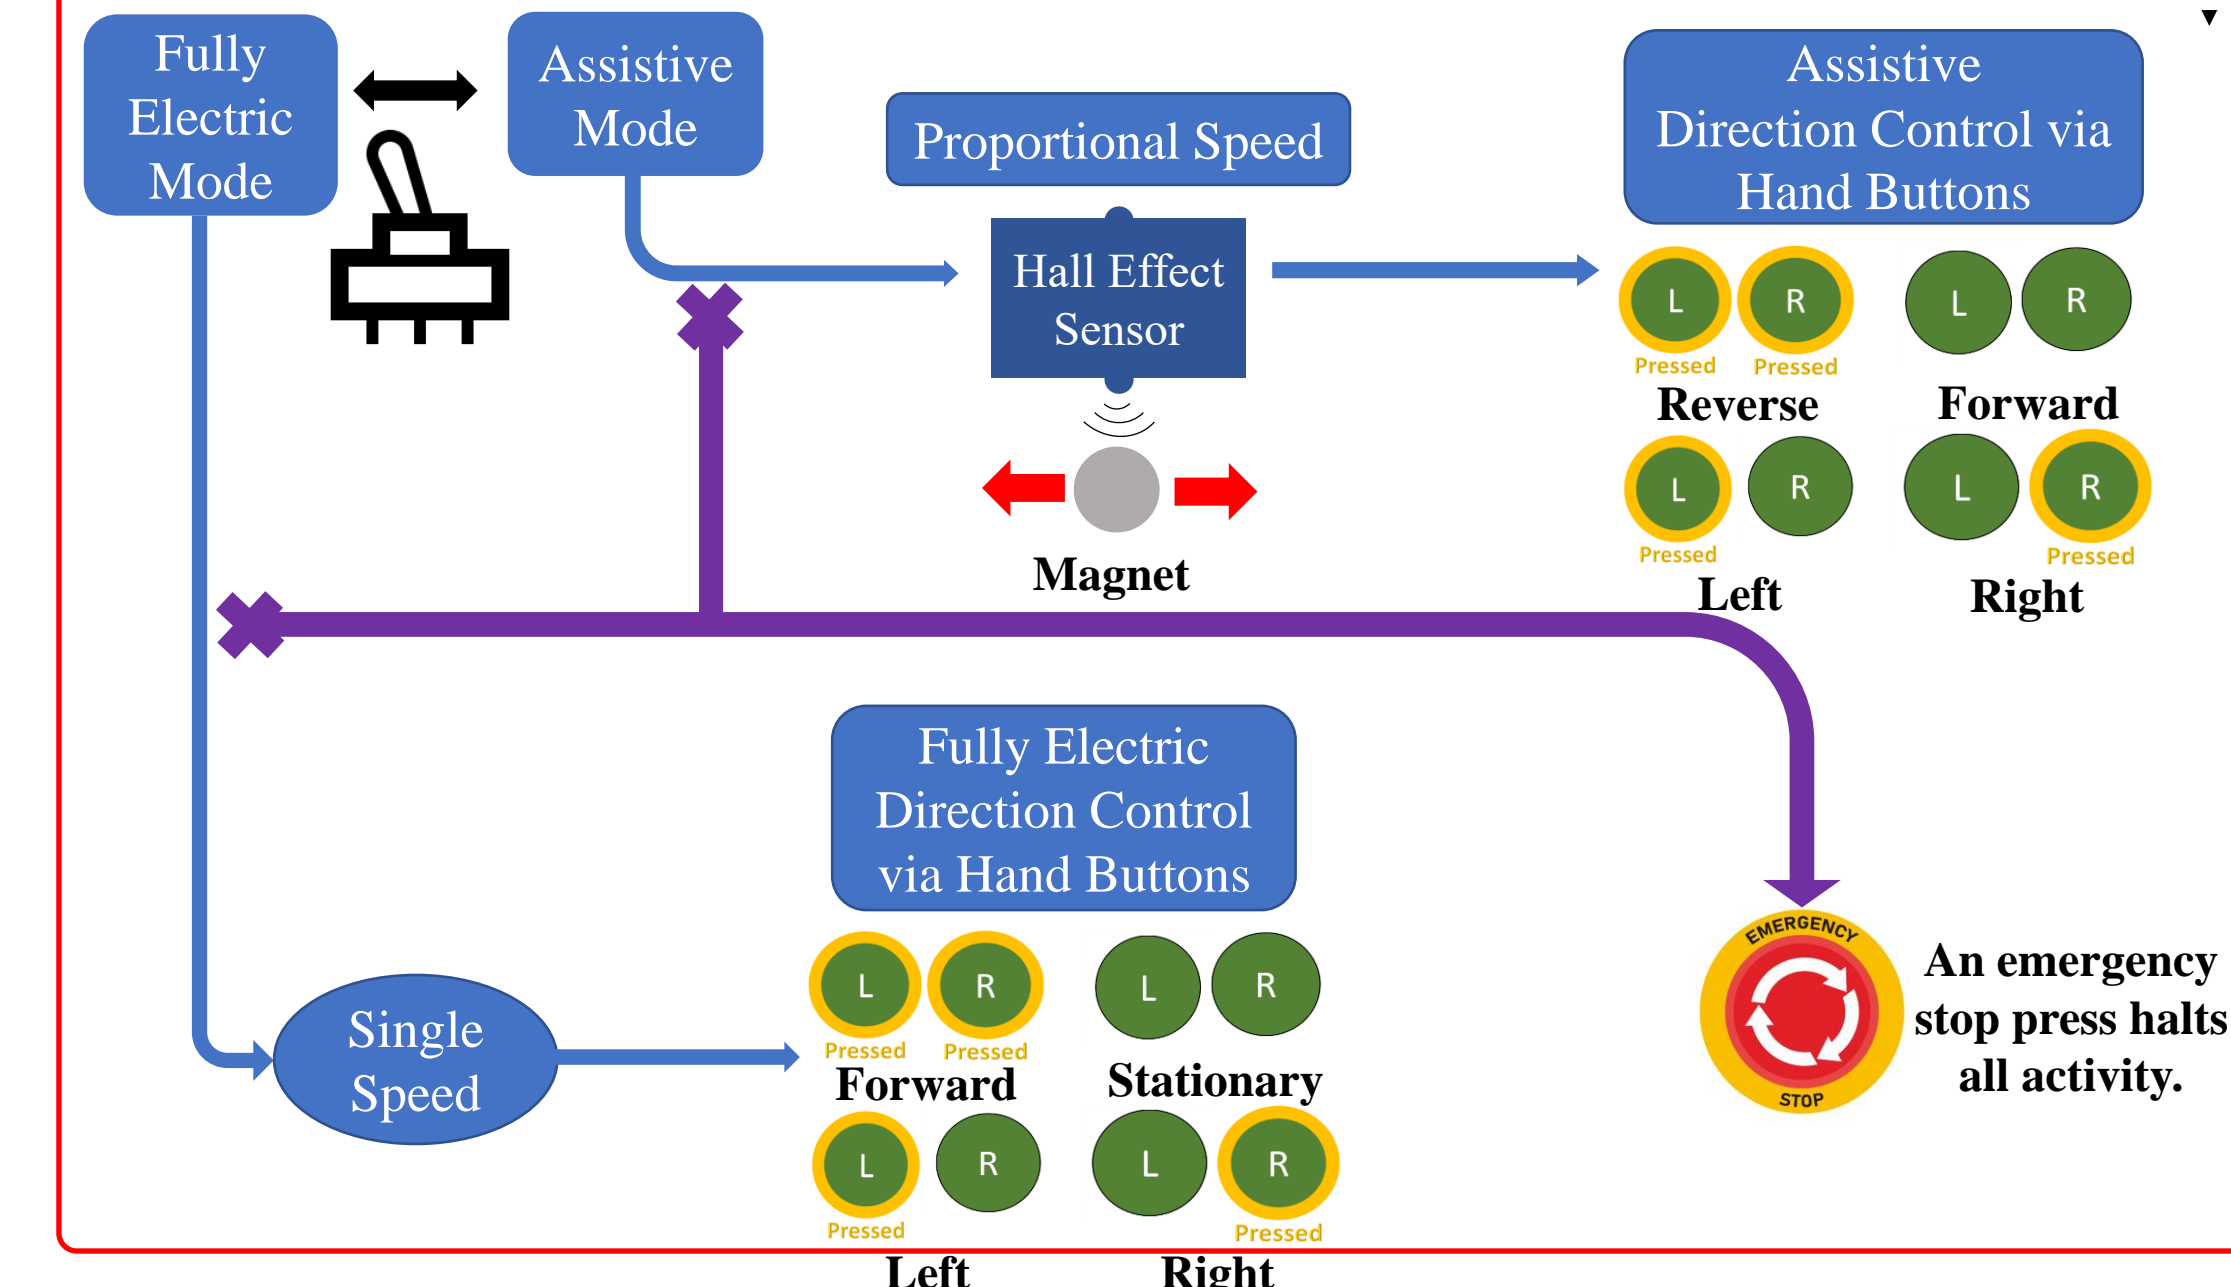 Fully
Electric
Mode
Assistive
Mode
Proportional Speed
Hall Effect
Sensor
Magnet
Assistive
Direction Control via
Hand Buttons
L R L R
Pressed Pressed
Reverse Forward
L R L R
Pressed Pressed
Left Right
Fully Electric
Direction Control
via Hand Buttons
Single
Speed
L R L R
Pressed Pressed
Forward Stationary
L R L R
Pressed Pressed
Left Right
EMERGENCY
STOP
An emergency
stop press halts
all activity.